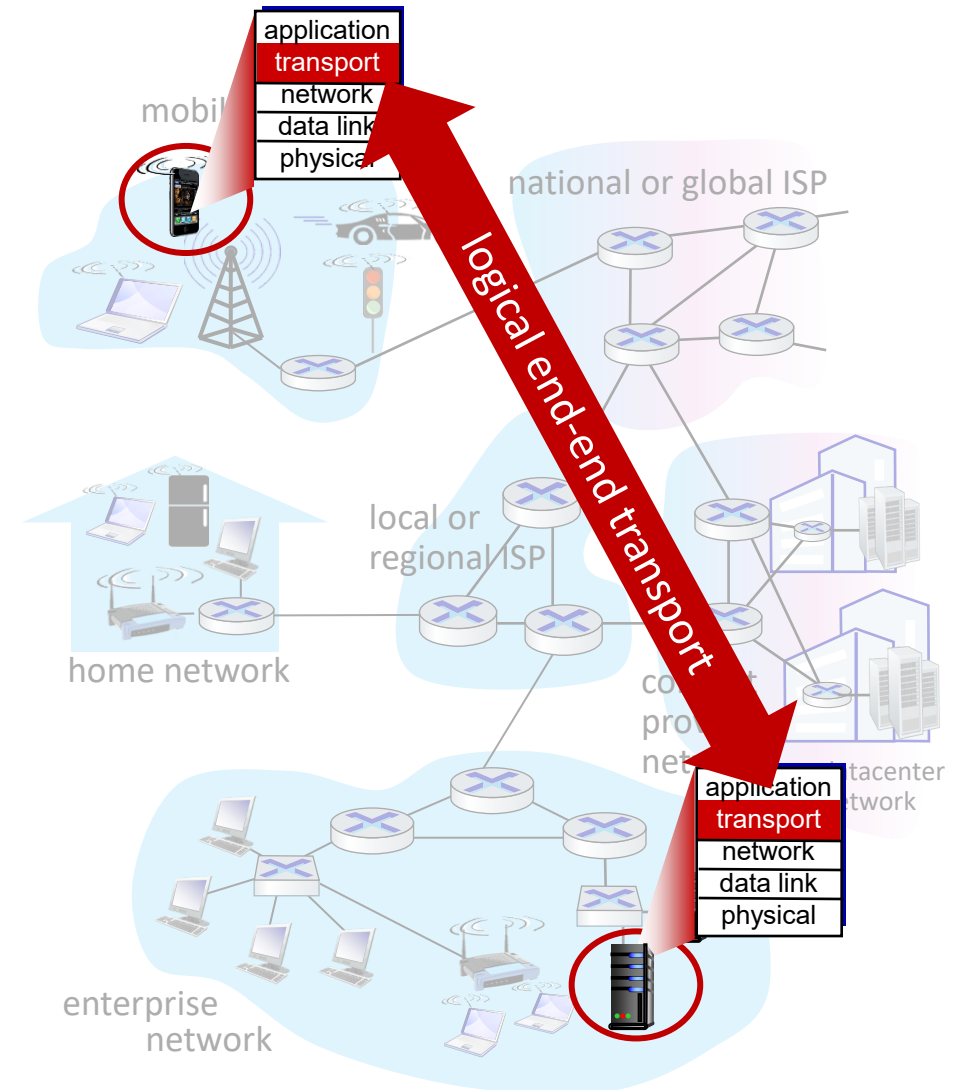 application
transport
network
data link
physical
mobil
national or global ISP
logical end-end transport
local or
regional ISP
home network
application
transport
network
data link
physical
enterprise
network